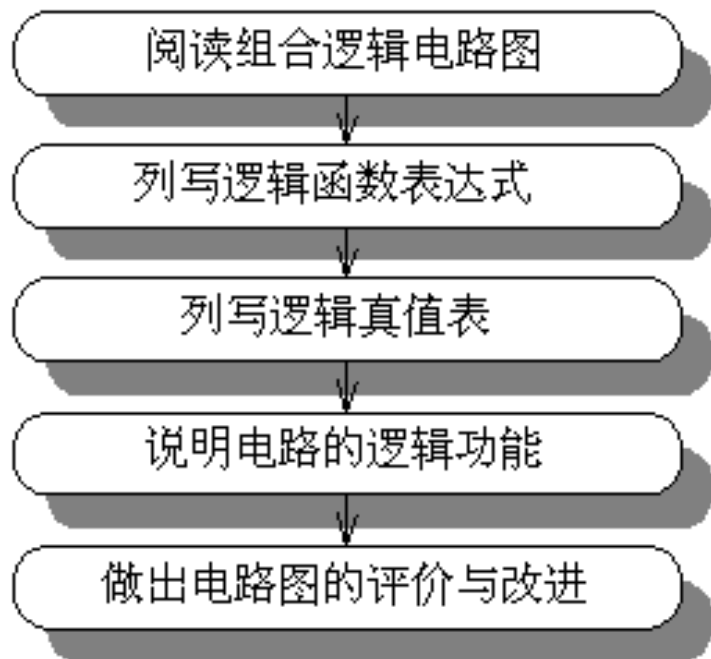 阅读组合逻辑电路图
列写逻辑函数表达式
列写逻辑真值表
说明电路的逻辑功能
做出电路图的评价与改进